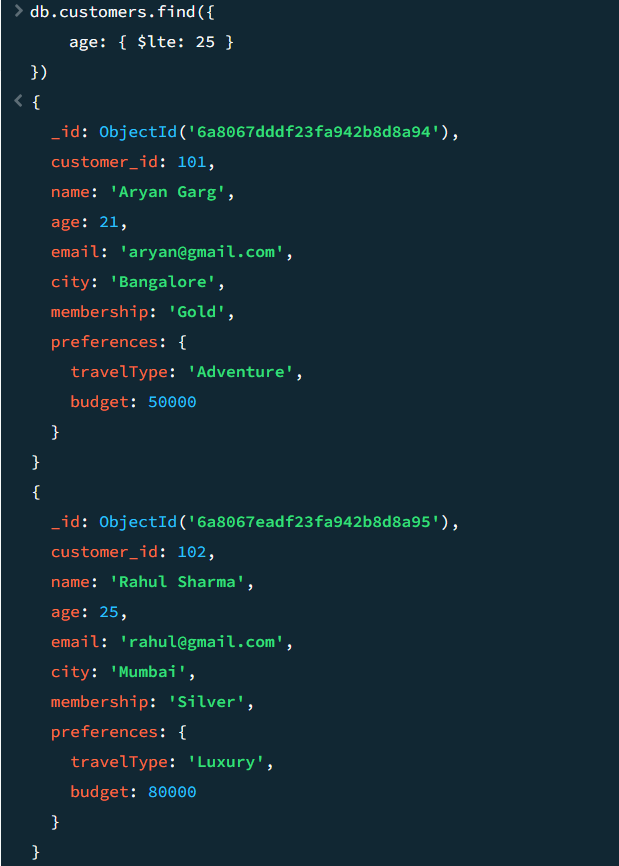 > db.customers.find({
age: { $lte: 25 }
})
< {
_id: ObjectId('6a8067dddf23fa942b8d8a94'),
customer_id: 101,
name: 'Aryan Garg',
age: 21,
email: 'aryan@gmail.com',
city: 'Bangalore',
membership: 'Gold',
preferences: {
travelType: 'Adventure',
budget: 50000
}
}
{
_id: ObjectId('6a8067eadf23fa942b8d8a95'),
customer_id: 102,
name: 'Rahul Sharma',
age: 25,
email: 'rahul@gmail.com',
city: 'Mumbai',
membership: 'Silver',
preferences: {
travelType: 'Luxury',
budget: 80000
}
}